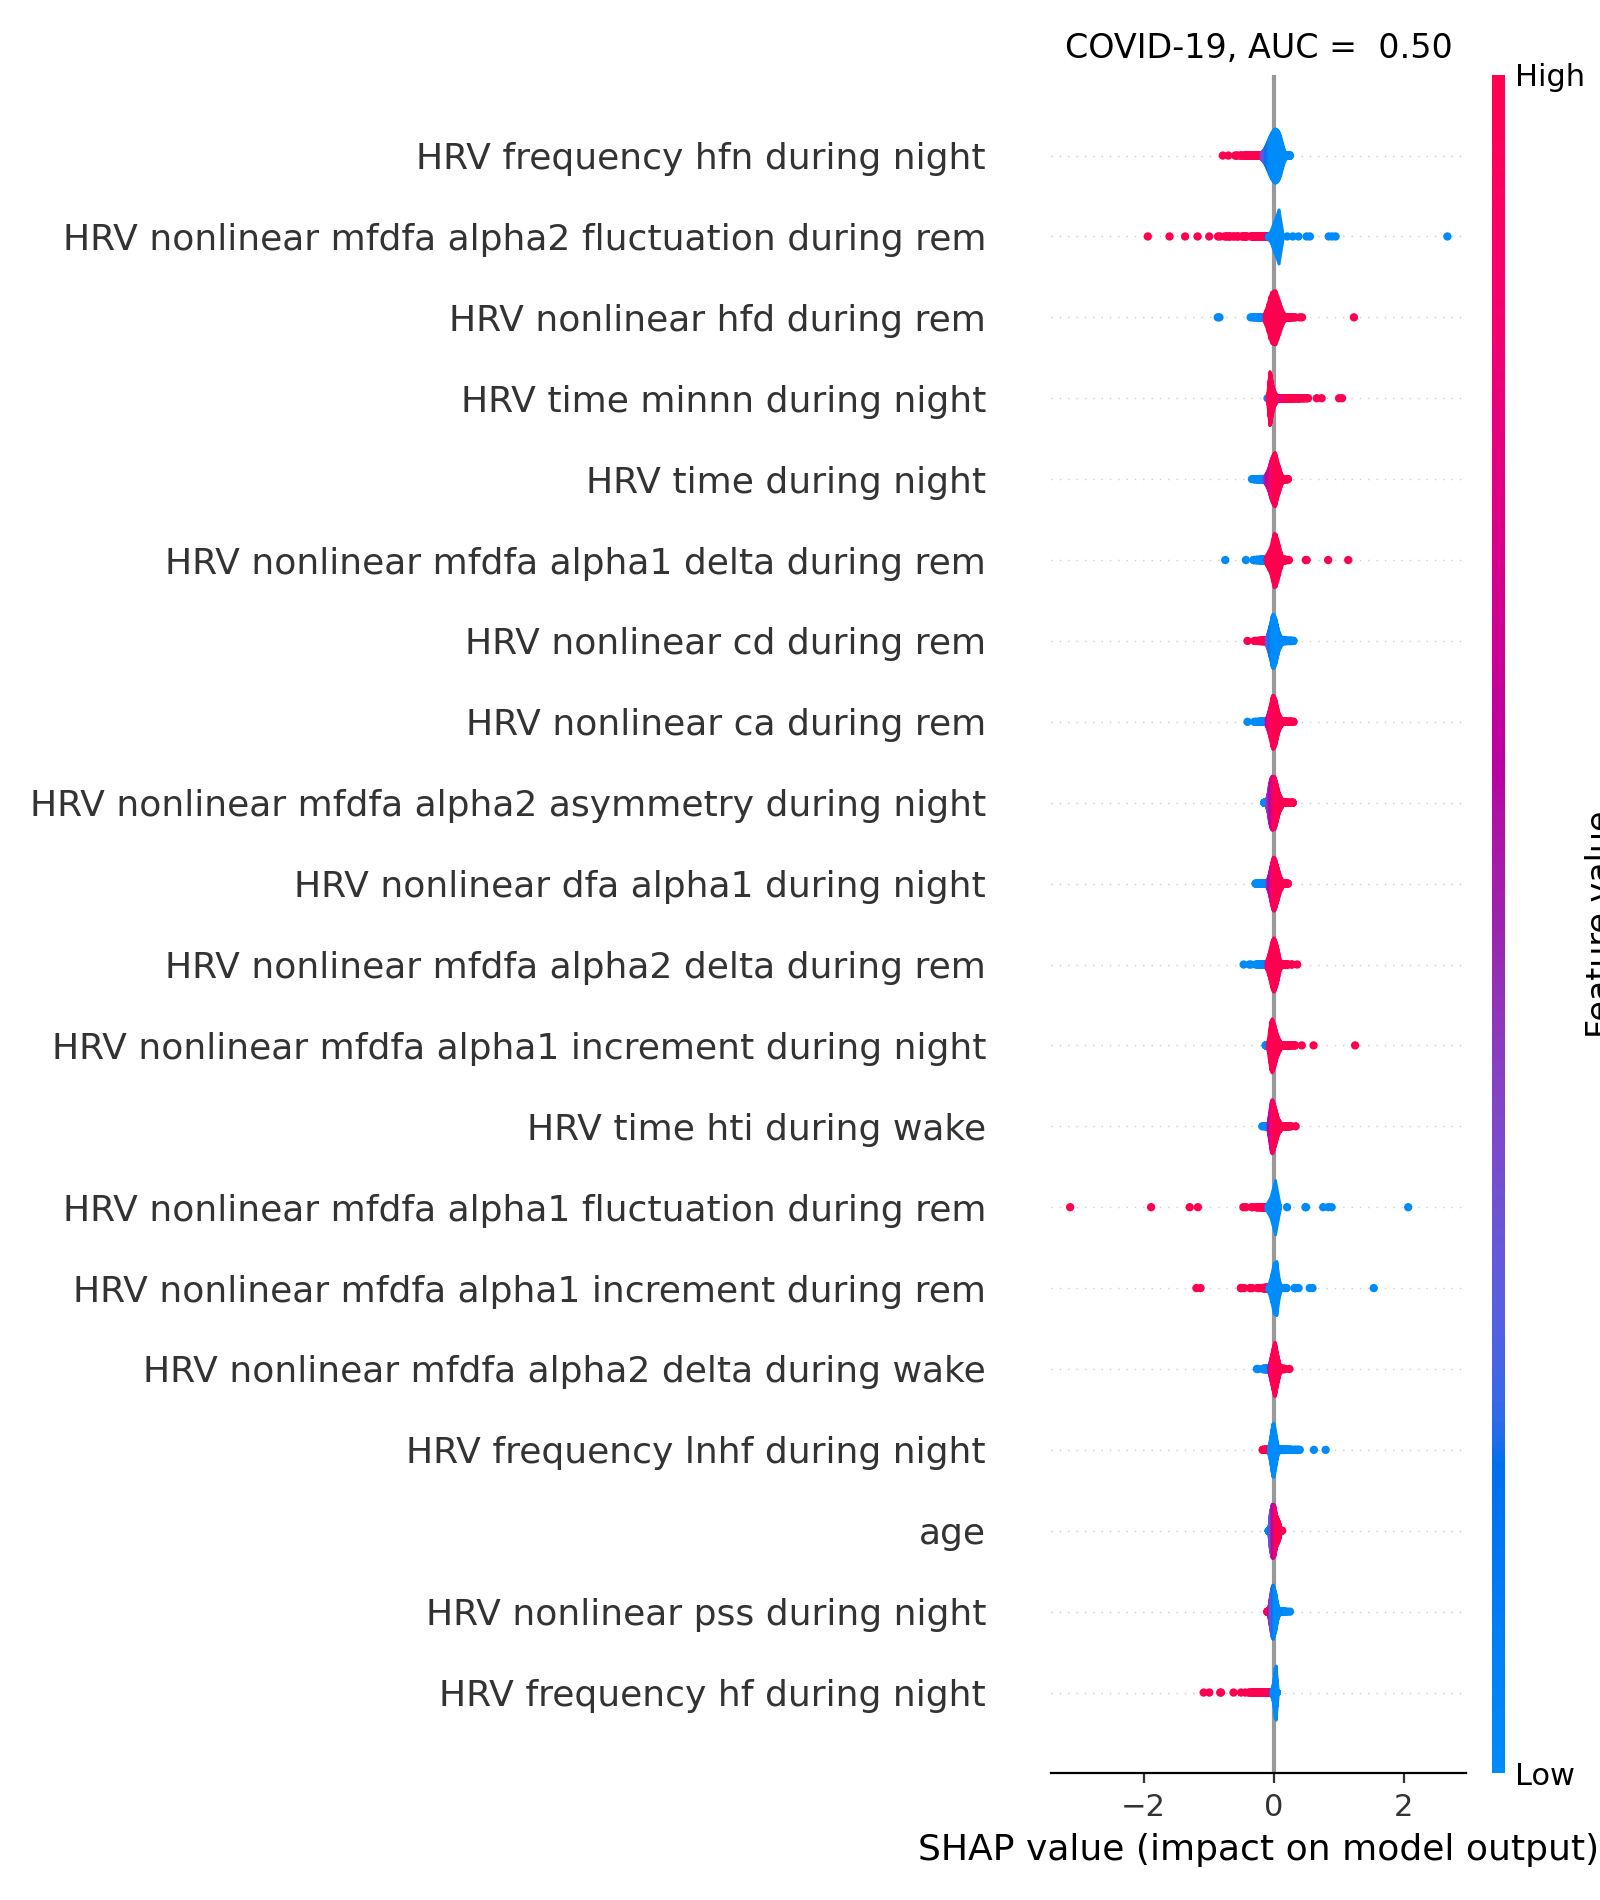 COVID-19, AUC =  0.50
High
HRV frequency hfn during night
HRV nonlinear mfdfa alpha2 fluctuation during rem
HRV nonlinear hfd during rem
HRV time minnn during night
HRV time during night
HRV nonlinear mfdfa alpha1 delta during rem
HRV nonlinear cd during rem
HRV nonlinear ca during rem
HRV nonlinear mfdfa alpha2 asymmetry during night
HRV nonlinear dfa alpha1 during night
HRV nonlinear mfdfa alpha2 delta during rem
HRV nonlinear mfdfa alpha1 increment during night
HRV time hti during wake
HRV nonlinear mfdfa alpha1 fluctuation during rem
HRV nonlinear mfdfa alpha1 increment during rem
HRV nonlinear mfdfa alpha2 delta during wake
HRV frequency lnhf during night
age
HRV nonlinear pss during night
HRV frequency hf during night
Feature value
Low
−2 0 2
SHAP value (impact on model output)